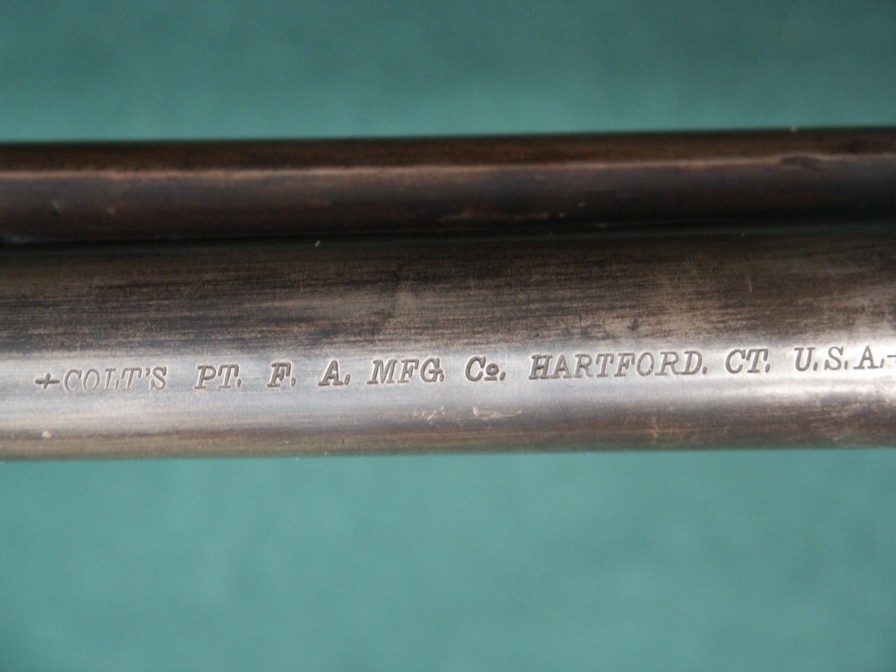 +COLT'S PT. F. A. MFG. Co. HARTFORD. CT. U.S.A.-